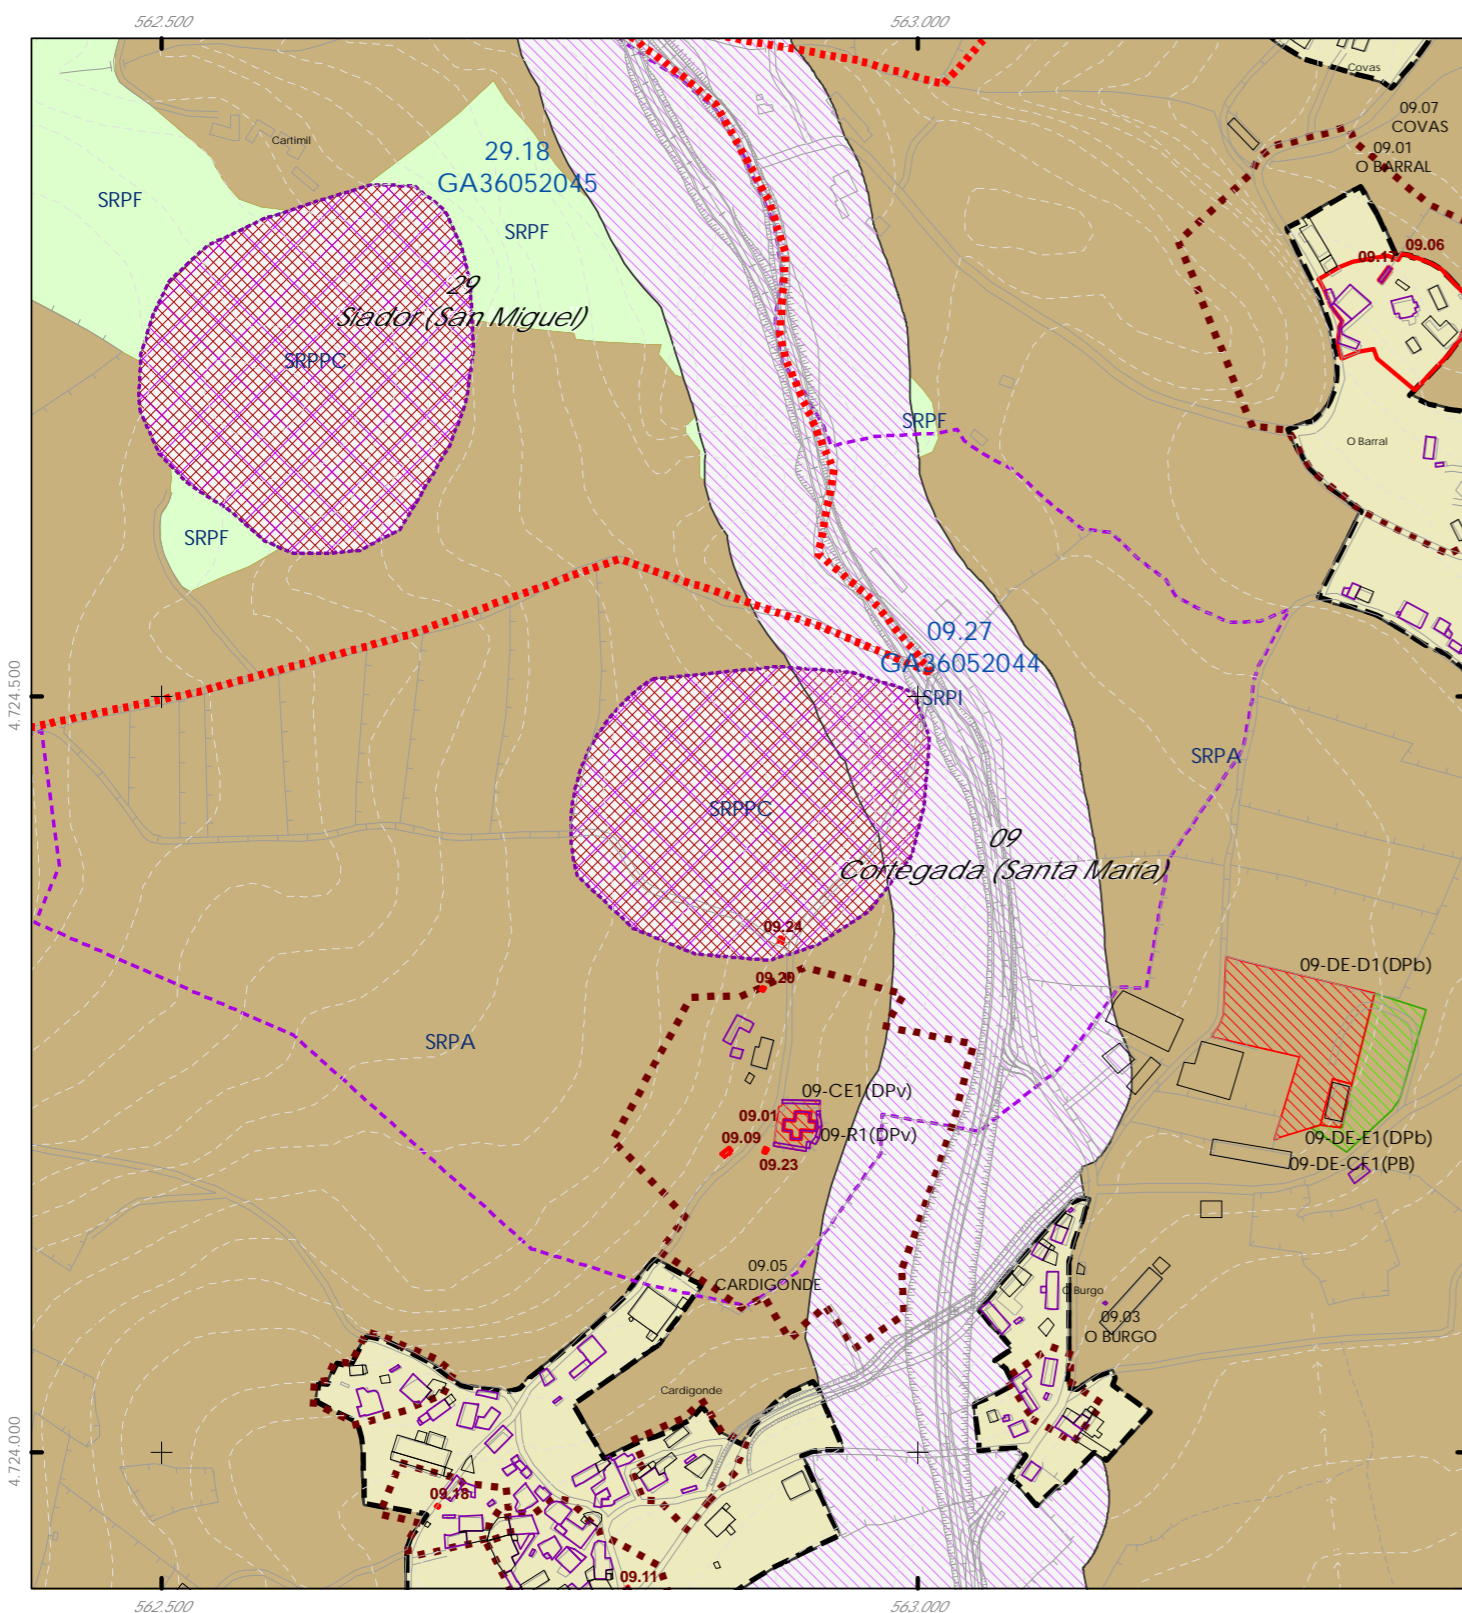 562.500
563.000
Covas
09.07
COVAS
09.01
O BARRAL
Cartimil
29.18
GA36052045
SRPF
SRPF
09.06
09.17
29
Siador (San Miguel)
SRPPC
SRPF
O Barral
SRPF
09.27
GA36052044
4.724.500
SRPI
SRPA
SRPPC
09
Cortegada (Santa María)
09.24
09-DE-D1(DPb)
09.20
SRPA
09-CE1(DPv)
09.01
09-R1(DPv)
09.09
09.23
09-DE-E1(DPb)
09-DE-CF1(PB)
09.05
CARDIGONDE
O Burgo
09.03
O BURGO
Cardigonde
4.724.000
09.18
09.11
562.500
563.000